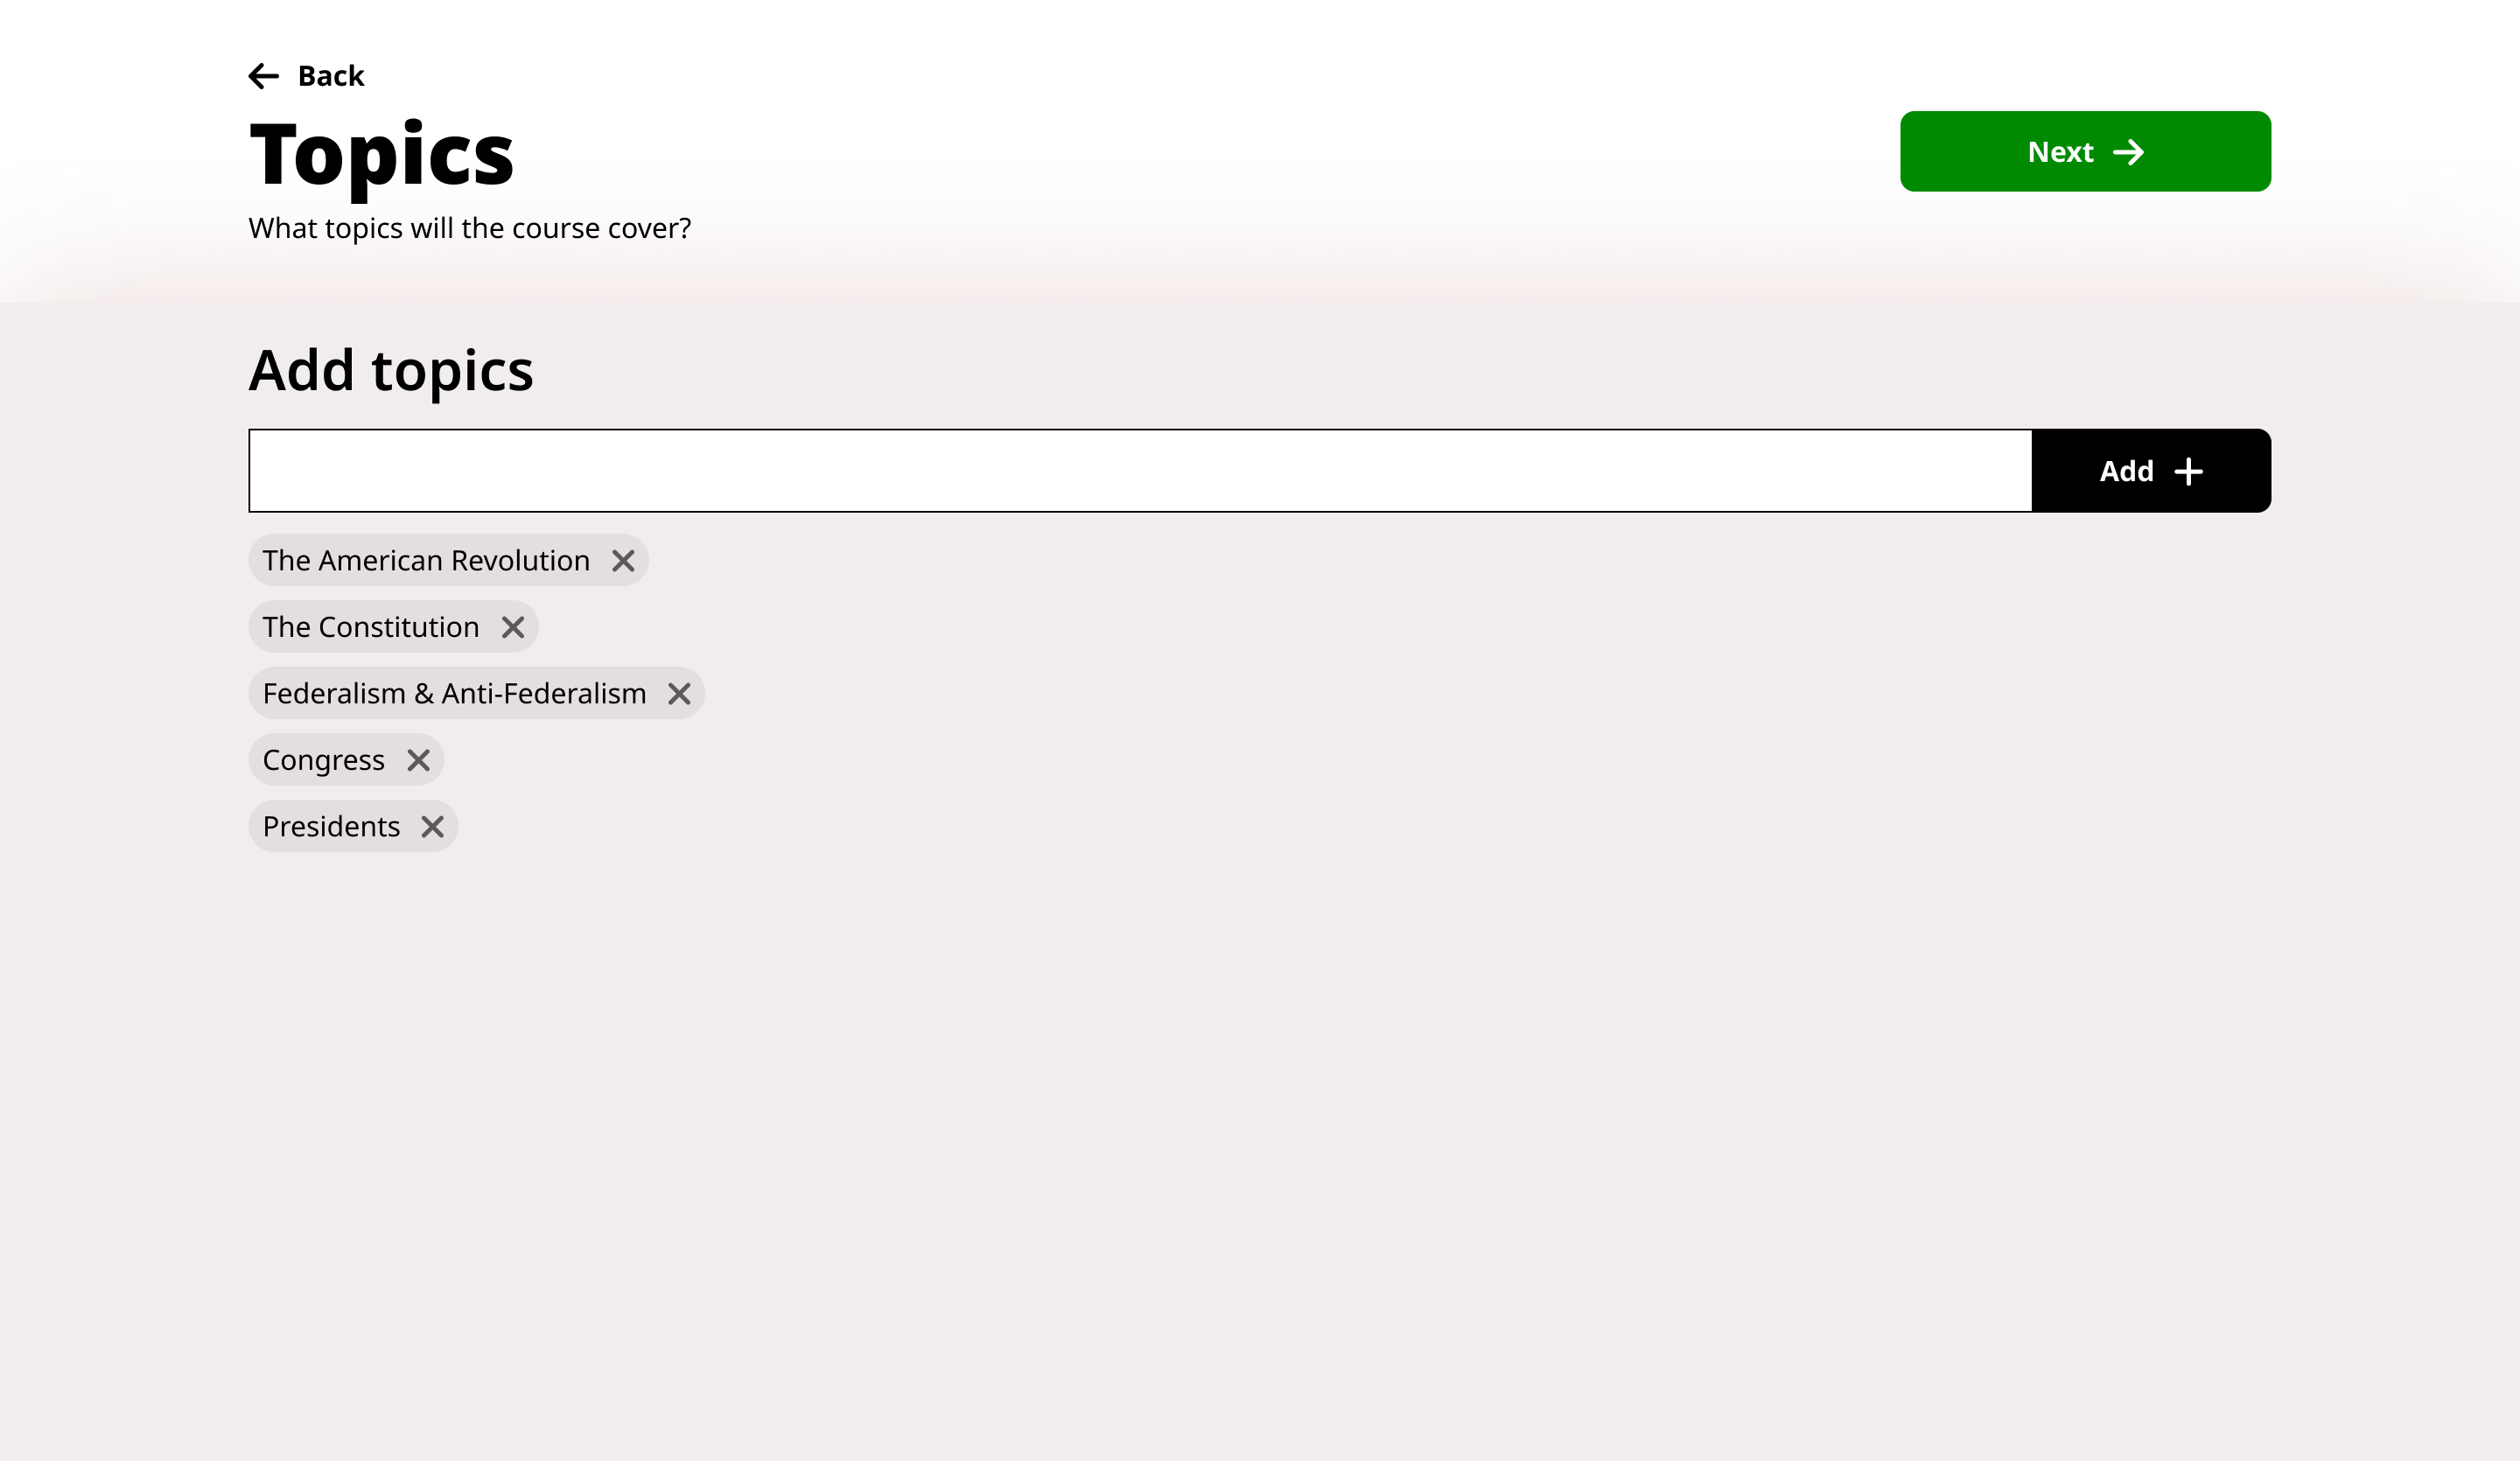 Back
Topics
Next
What topics will the course cover?
Add topics
Add
The American Revolution
The Constitution
Federalism & Anti-Federalism
Congress
Presidents